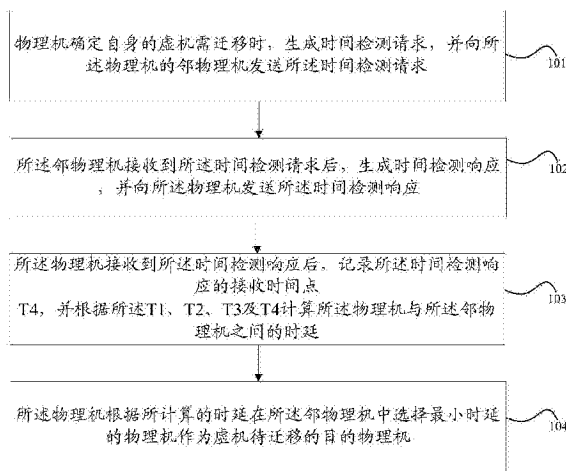 物理机确定自身的虚机需迁移时，生成时间检测请求，并向所
述物理机的邻物理机发送所述时间检测请求
101
所述邻物理机接收到所述时间检测请求后，生成时间检测响应
，并向所述物理机发送所述时间检测响应
102
所述物理机接收到所述时间检测响应后，记录所述时间检测响
应的接收时间点
T4，并根据所述T1、T2、T3及T4计算所述物理机与所述邻物
理机之间的时延
103
所述物理机根据所计算的时延在所述邻物理机中选择最小时延
的物理机作为虚机待迁移的目的物理机
104